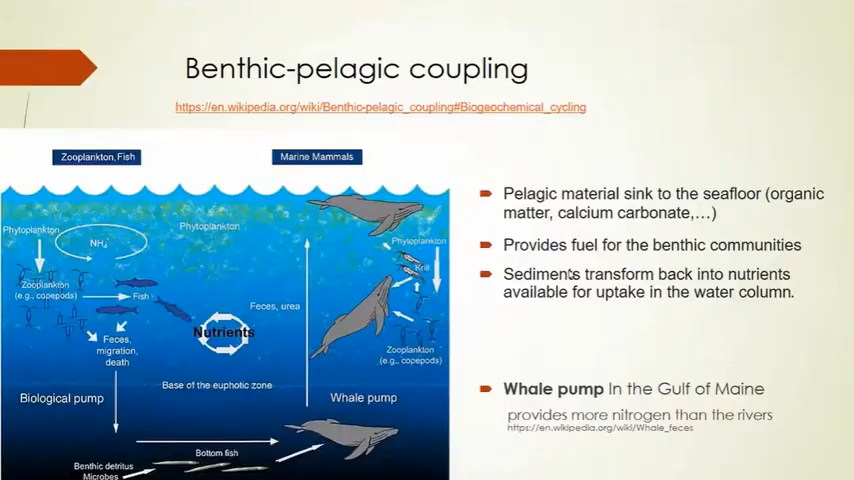 Benthic-pelagic coupling
https://en.wikipedia.org/wiki/Benthic-pelagic_coupling#Biogeochemical_cycling
Zooplankton, Fish
Marine Mammals
Phytoplankton
NH₄
Zooplankton
(e.g., copepods)
Fish
Feces,
migration,
death
Biological pump
Phytoplankton
Nutrients
Base of the euphotic zone
Feces, urea
Phytoplankton
Krill
Zooplankton
(e.g., copepods)
Whale pump
Bottom fish
Benthic detritus
Microbes
Pelagic material sink to the seafloor (organic
matter, calcium carbonate,…)
Provides fuel for the benthic communities
Sediments transform back into nutrients
available for uptake in the water column.
Whale pump In the Gulf of Maine
provides more nitrogen than the rivers
https://en.wikipedia.org/wiki/Whale_feces